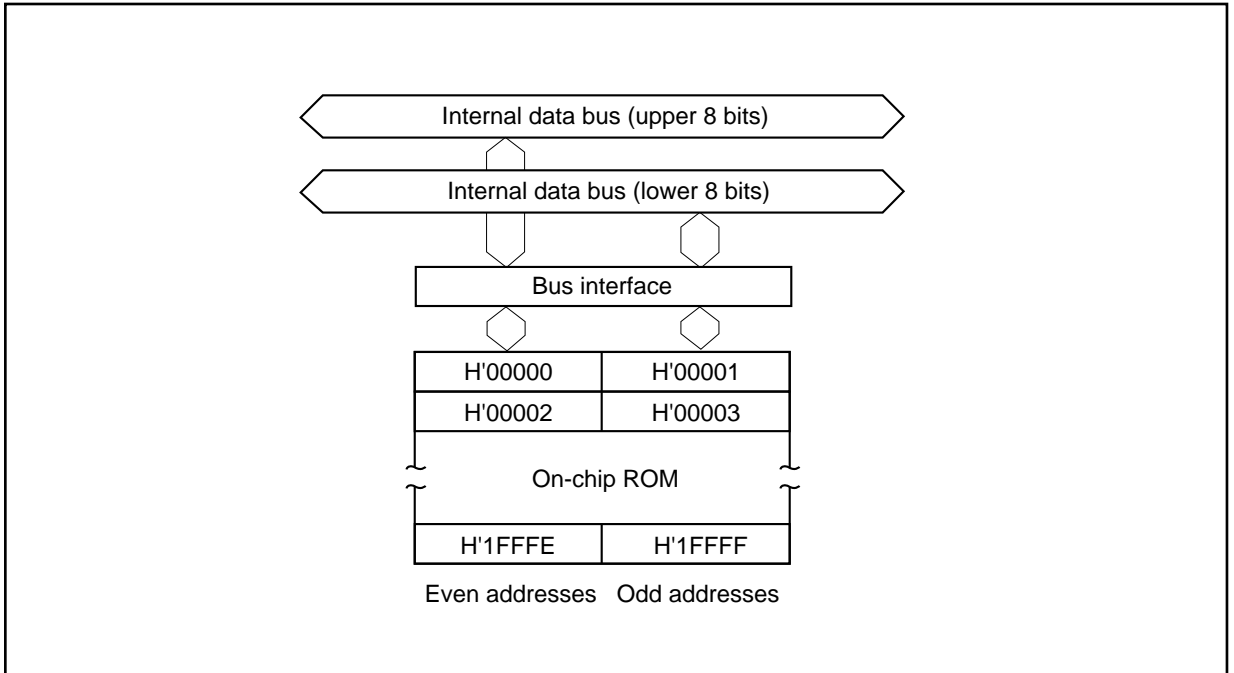 Internal data bus (upper 8 bits)
Internal data bus (lower 8 bits)
Bus interface
H'00000 H'00001
H'00002 H'00003
On-chip ROM
H'1FFFE H'1FFFF
Even addresses Odd addresses